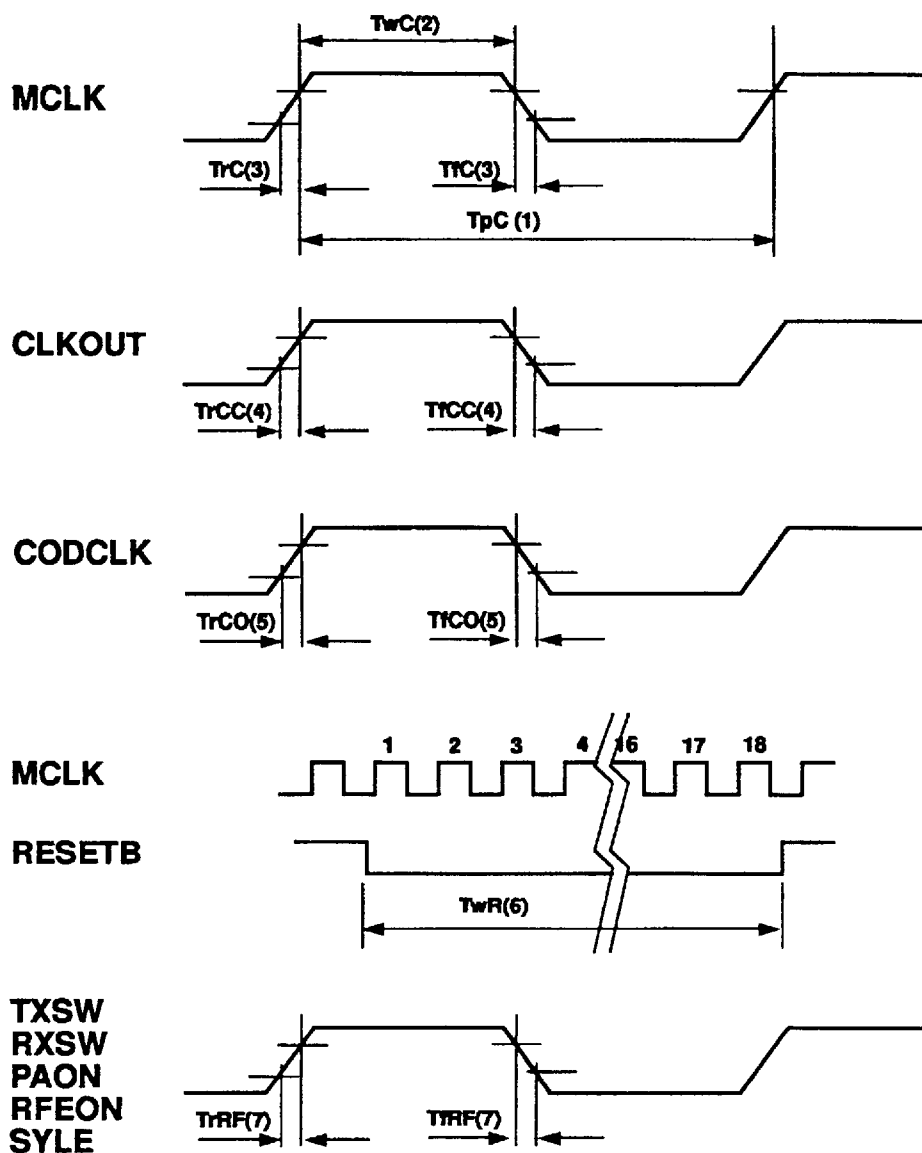 TwC(2)
MCLK
TrC(3)
TfC(3)
TpC (1)
CLKOUT
TrCC(4)
TfCC(4)
CODCLK
TrCO(5)
TfCO(5)
1 2 3 4 16 17 18
MCLK
RESETB
TwR(6)
TXSW
RXSW
PAON
RFEON
SYLE
TrRF(7)
TfRF(7)